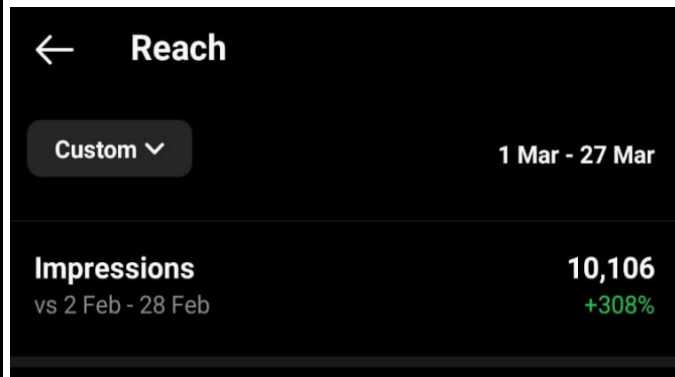 Reach
Custom
1 Mar - 27 Mar
Impressions 10,106
vs 2 Feb - 28 Feb +308%